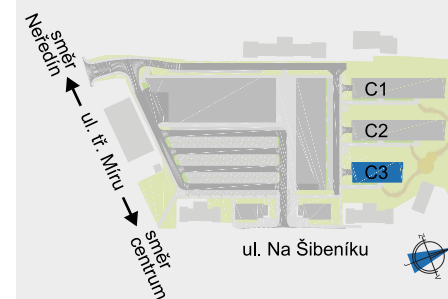 směr
Neředín
ul. tř. Míru
směr
centrum
C1
C2
C3
ul. Na Šibeníku